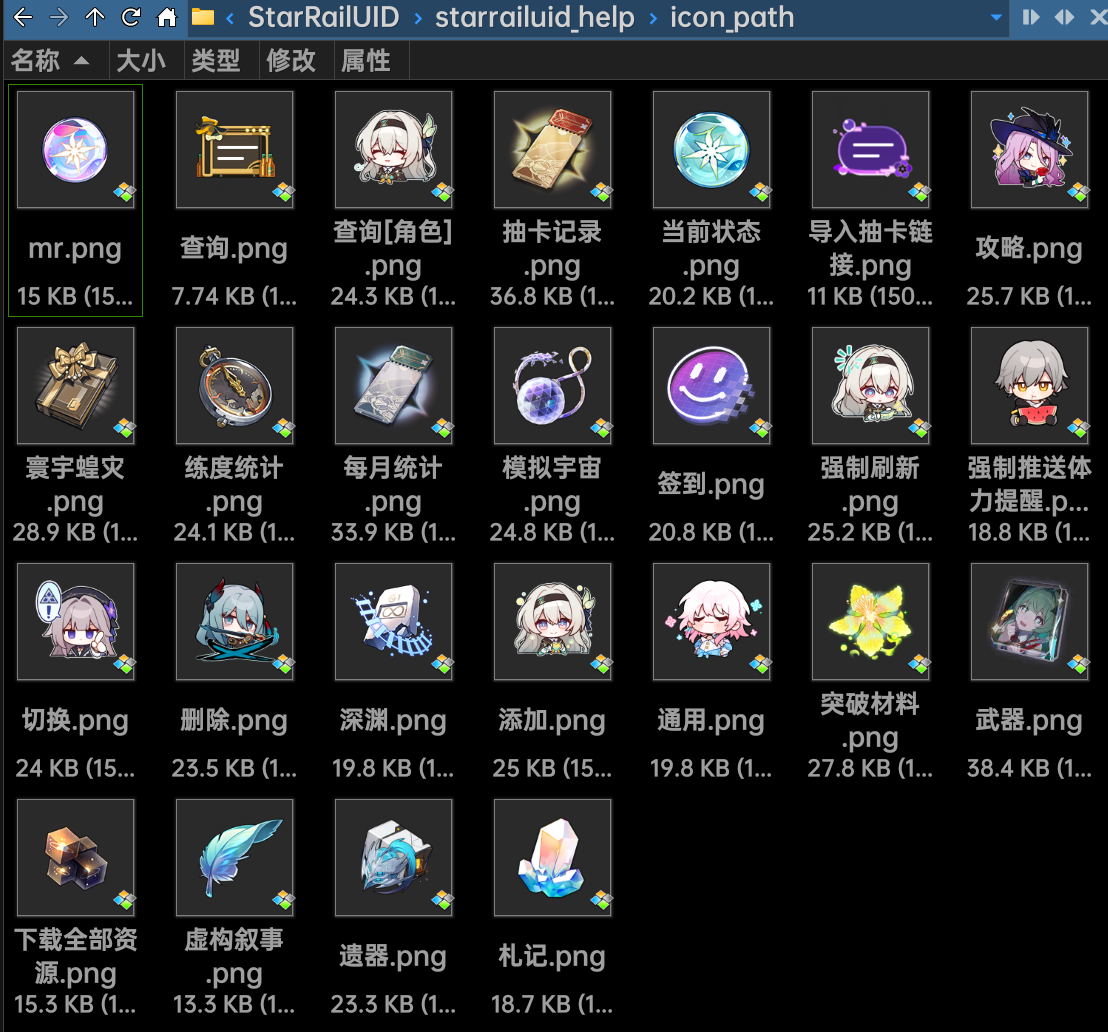 StarRailUID › starrailuid_help › icon_path
名称 大小 类型 修改 属性
mr.png
15 KB (15...
查询.png
7.74 KB (1...
查询[角色]
.png
24.3 KB (1...
抽卡记录
.png
36.8 KB (1...
当前状态
.png
20.2 KB (1...
导入抽卡链
接.png
11 KB (150...
攻略.png
25.7 KB (1...
寰宇蝗灾
.png
28.9 KB (1...
练度统计
.png
24.1 KB (1...
每月统计
.png
33.9 KB (1...
模拟宇宙
.png
24.8 KB (1...
签到.png
20.8 KB (1...
强制刷新
.png
25.2 KB (1...
强制推送体
力提醒.p...
18.8 KB (1...
切换.png
24 KB (15...
删除.png
23.5 KB (1...
深渊.png
19.8 KB (1...
添加.png
25 KB (15...
通用.png
19.8 KB (1...
突破材料
.png
27.8 KB (1...
武器.png
38.4 KB (1...
下载全部资
源.png
15.3 KB (1...
虚构叙事
.png
13.3 KB (1...
遗器.png
23.3 KB (1...
札记.png
18.7 KB (1...